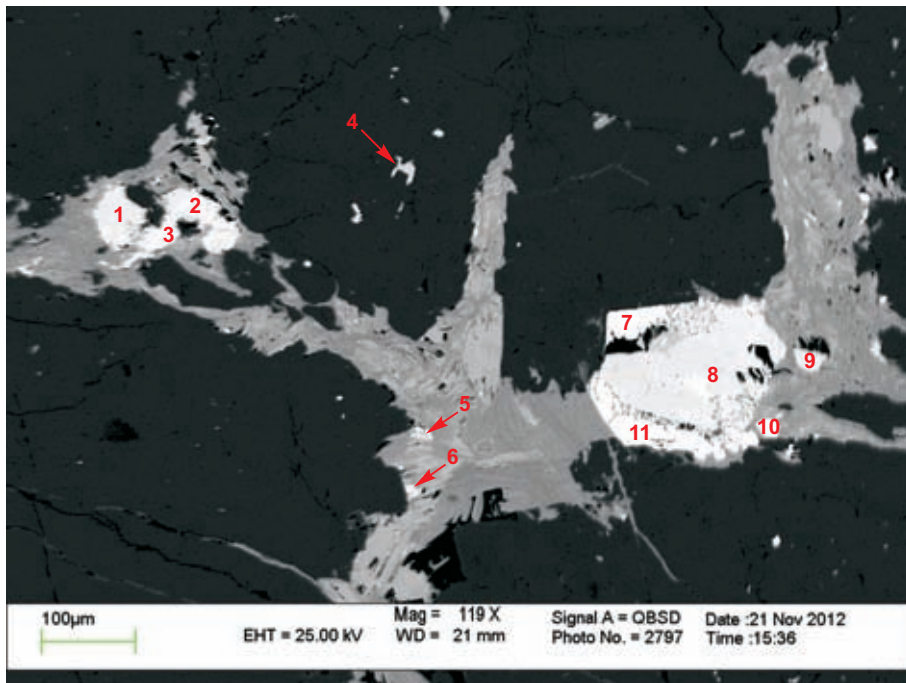 4
1
2
3
7
8
9
5
10
11
6
100µm
Mag = 119 X
Signal A = QBSD
Date :21 Nov 2012
EHT = 25.00 kV
WD = 21 mm
Photo No. = 2797
Time :15:36